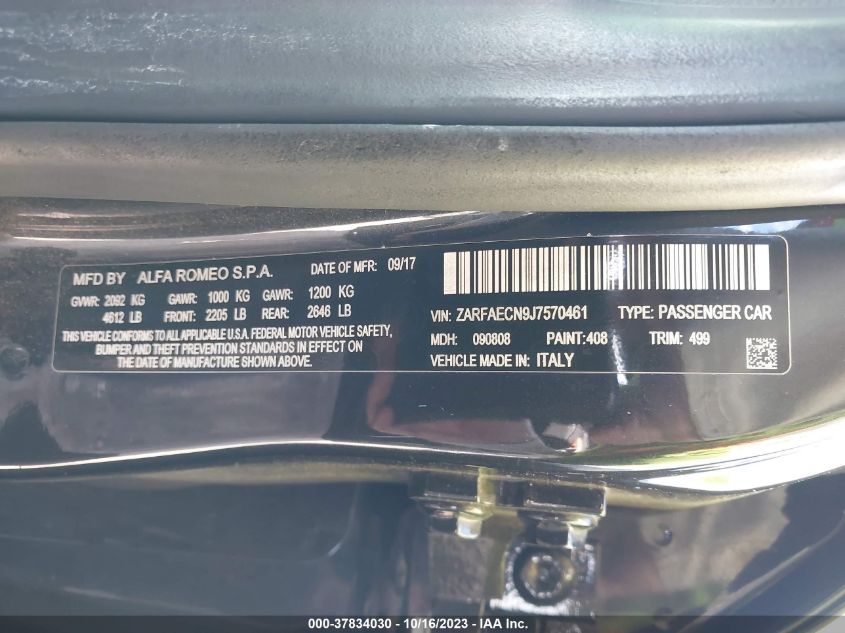 MFD BY ALFA ROMEO S.P.A. DATE OF MFR: 09/17
GVWR: 2092 KG GAWR: 1000 KG GAWR: 1200 KG
4612 LB FRONT: 2205 LB REAR: 2646 LB
THIS VEHICLE CONFORMS TO ALL APPLICABLE U.S.A. FEDERAL MOTOR VEHICLE SAFETY,
BUMPER AND THEFT PREVENTION STANDARDS IN EFFECT ON
THE DATE OF MANUFACTURE SHOWN ABOVE.
VIN: ZARFAECN9J7570461 TYPE: PASSENGER CAR
MDH: 090808 PAINT: 408 TRIM: 499
VEHICLE MADE IN: ITALY
000-37834030 - 10/16/2023 - IAA Inc.